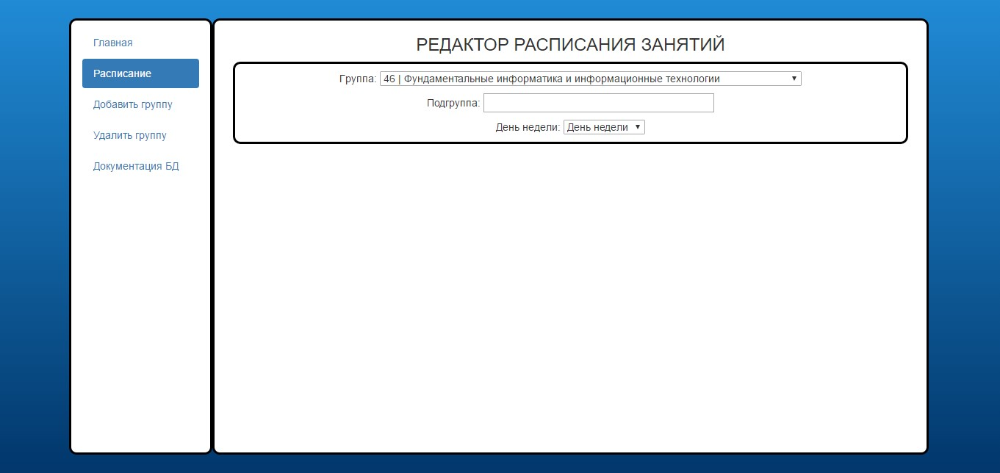 Главная
Расписание
Добавить группу
Удалить группу
Документация БД
РЕДАКТОР РАСПИСАНИЯ ЗАНЯТИЙ
Группа: 46 | Фундаментальные информатика и информационные технологии
Подгруппа:
День недели: День недели